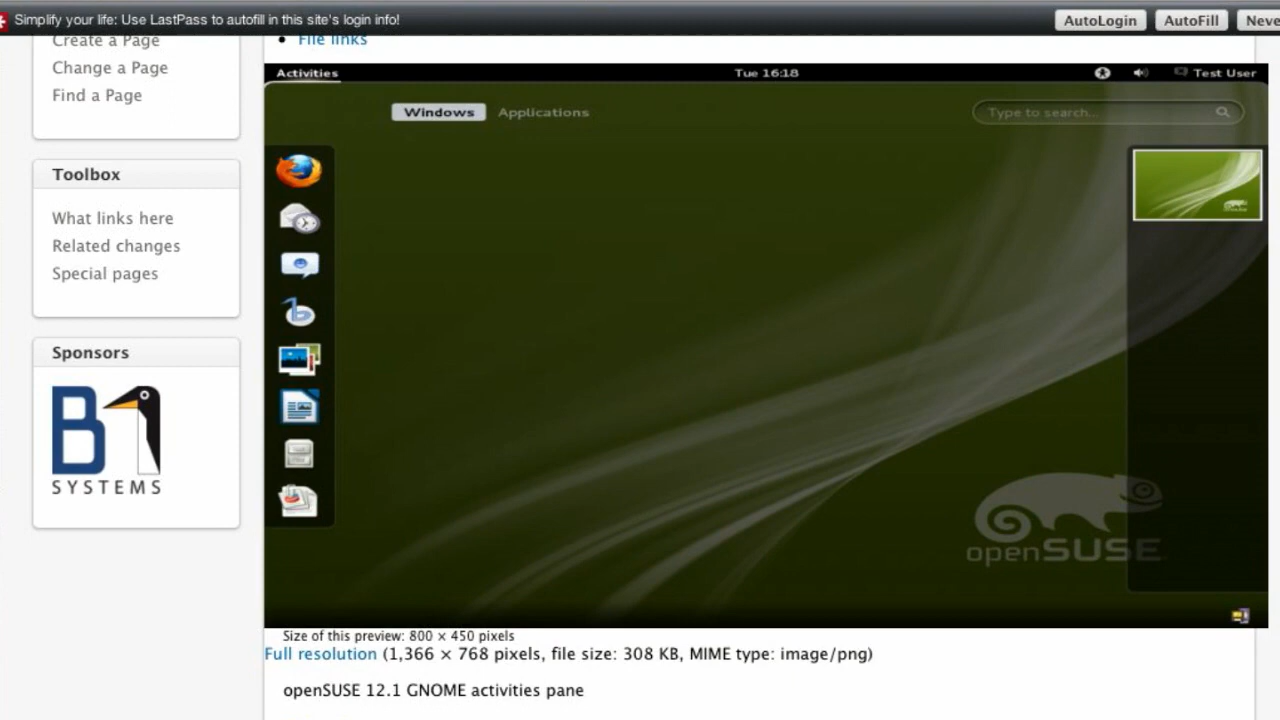 Simplify your life: Use LastPass to autofill in this site's login info!
AutoLogin
AutoFill
Neve
Create a Page
Change a Page
Find a Page
Toolbox
What links here
Related changes
Special pages
Sponsors
B1
SYSTEMS
File links
Activities
Tue 16:18
Test User
Windows
Applications
Type to search...
openSUSE
Size of this preview: 800 × 450 pixels
Full resolution (1,366 × 768 pixels, file size: 308 KB, MIME type: image/png)
openSUSE 12.1 GNOME activities pane